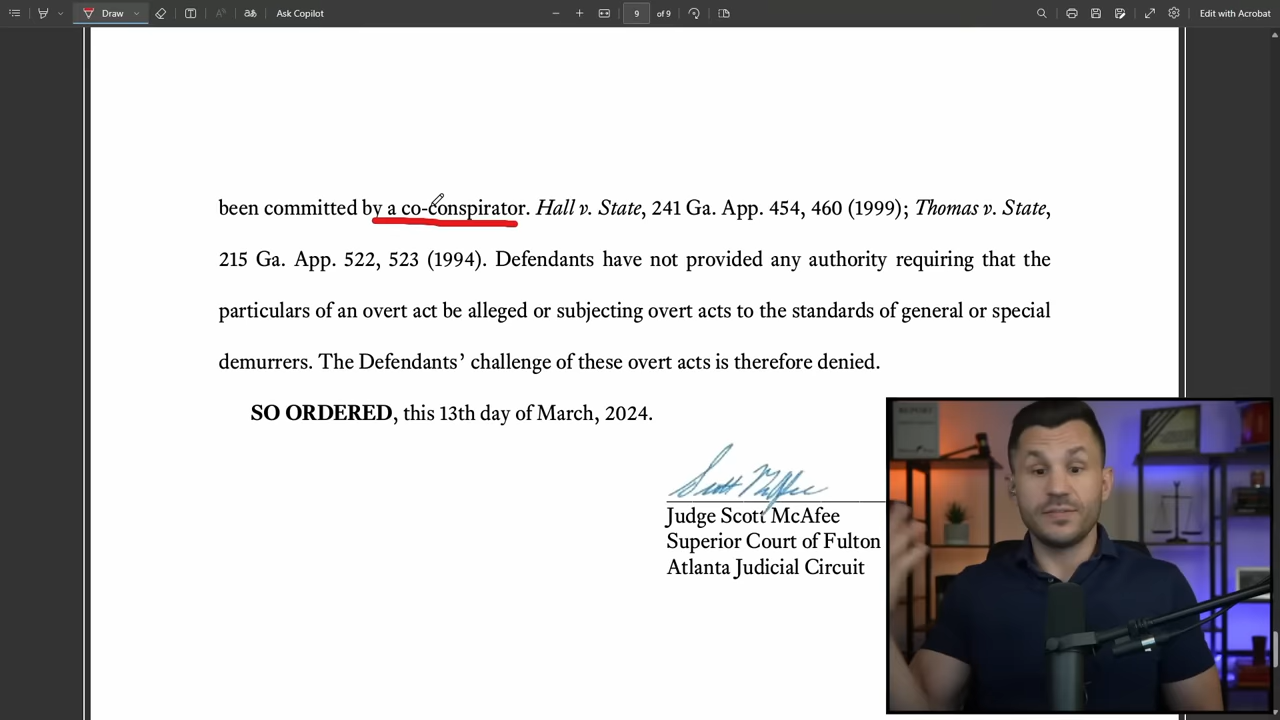 Draw
Ask Copilot
9 of 9
Edit with Acrobat
been committed by a co-conspirator. Hall v. State, 241 Ga. App. 454, 460 (1999); Thomas v. State,
215 Ga. App. 522, 523 (1994). Defendants have not provided any authority requiring that the
particulars of an overt act be alleged or subjecting overt acts to the standards of general or special
demurrers. The Defendants’ challenge of these overt acts is therefore denied.
SO ORDERED, this 13th day of March, 2024.
Scott McAfee
Judge Scott McAfee
Superior Court of Fulton
Atlanta Judicial Circuit
REPORT